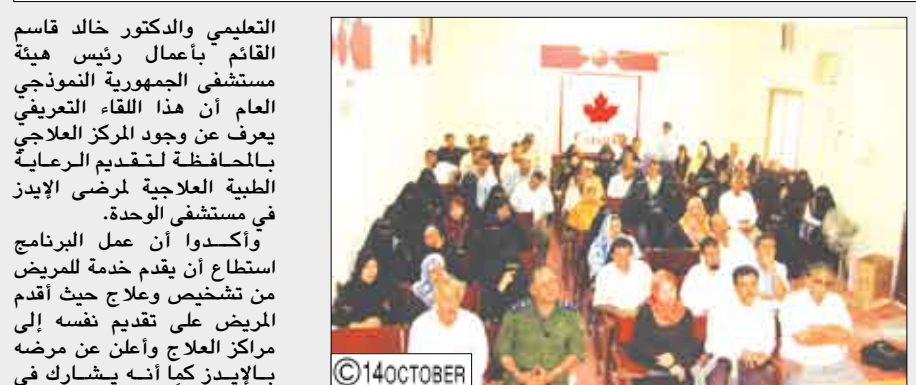 التعليمي والدكتور خالد قاسم
القائم بأعمال رئيس هيئة
مستشفى الجمهورية النموذجي
العام أن هذا اللقاء التعريفي
يعرف عن وجود المركز العلاجي
بالمحافظة لتقديم الرعاية
الطبية العلاجية لمرضى الإيدز
في مستشفى الوحدة.
وأكدوا أن عمل البرنامج
استطاع أن يقدم خدمة للمريض
من تشخيص وعلاج حيث أقدم
المريض على تقديم نفسه إلى
مراكز العلاج وأعلن عن مرضه
بالإيدز كما أنه يشارك في
©14OCTOBER